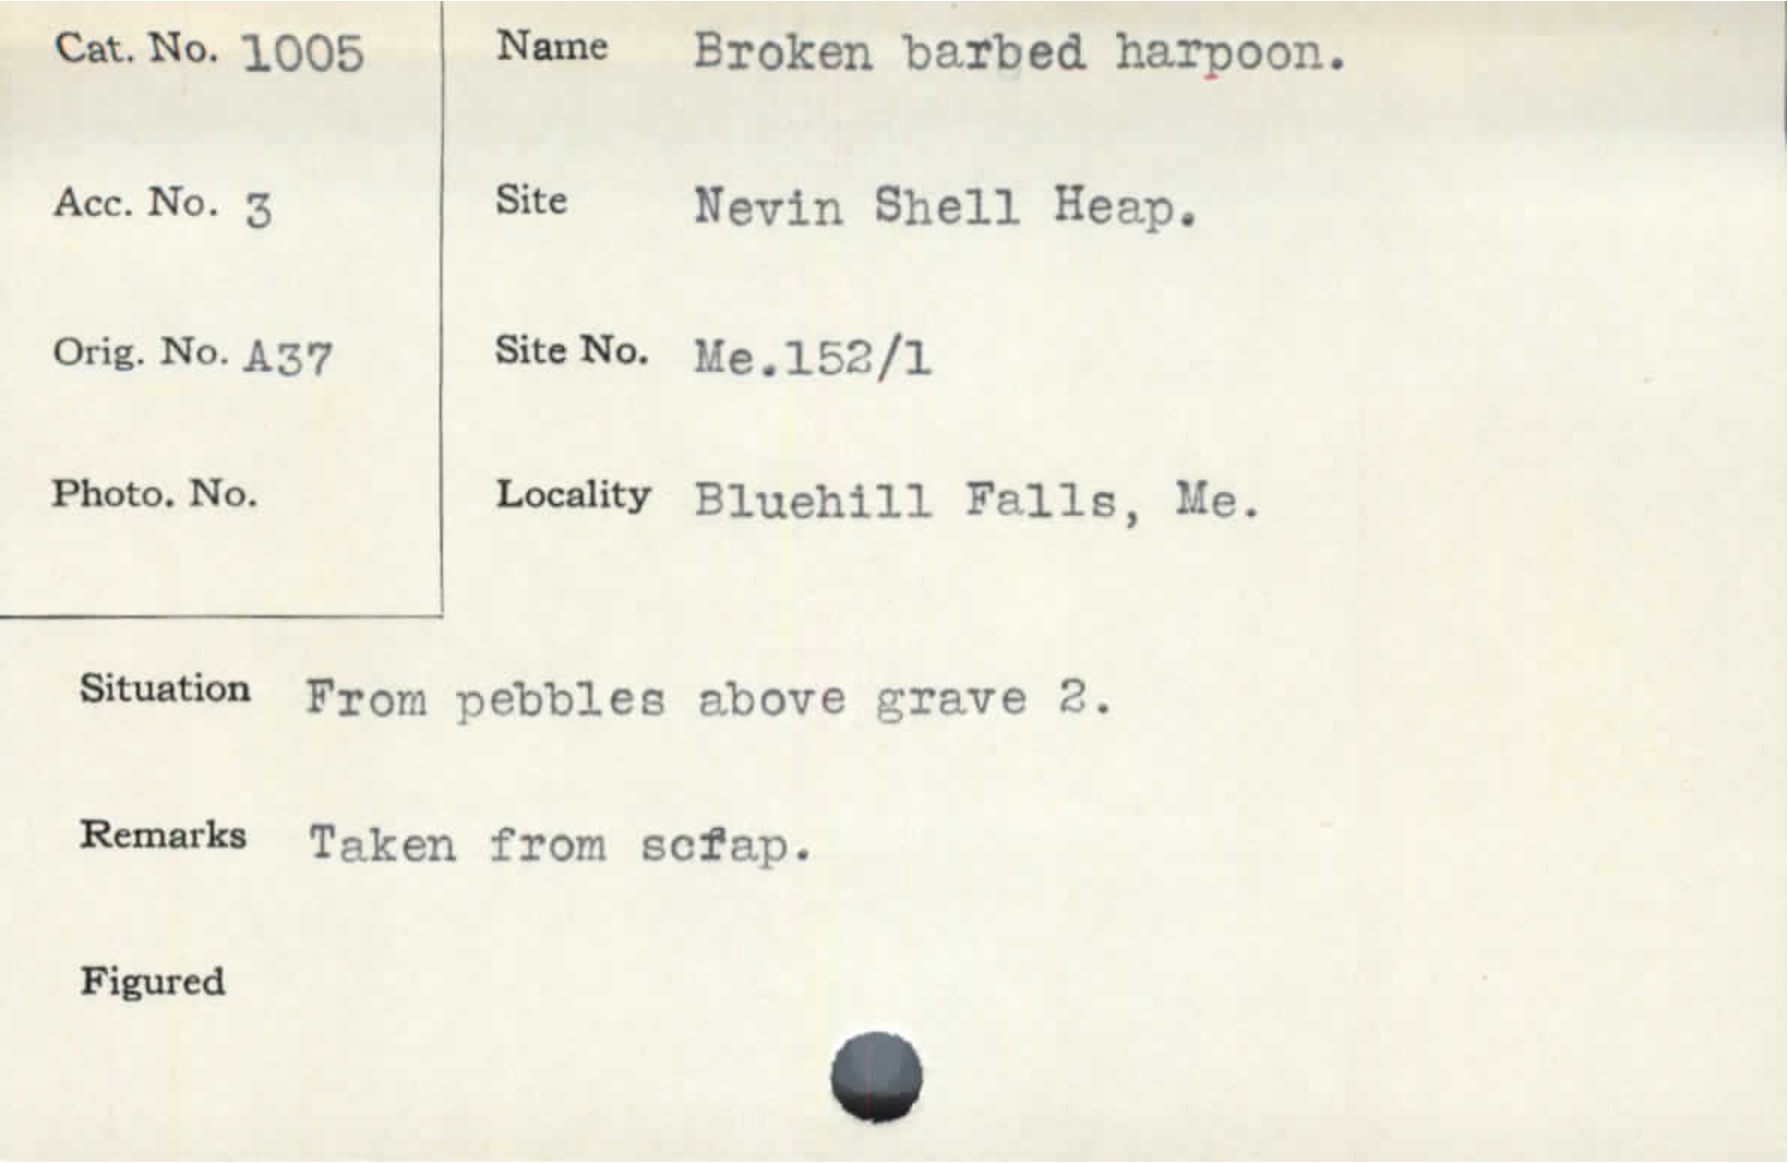 Cat. No. 1005
Name Broken barbed harpoon.
Acc. No. 3
Site Nevin Shell Heap.
Orig. No. A37
Site No. Me.152/1
Photo. No.
Locality Bluehill Falls, Me.
Situation From pebbles above grave 2.
Remarks Taken from scrap.
Figured